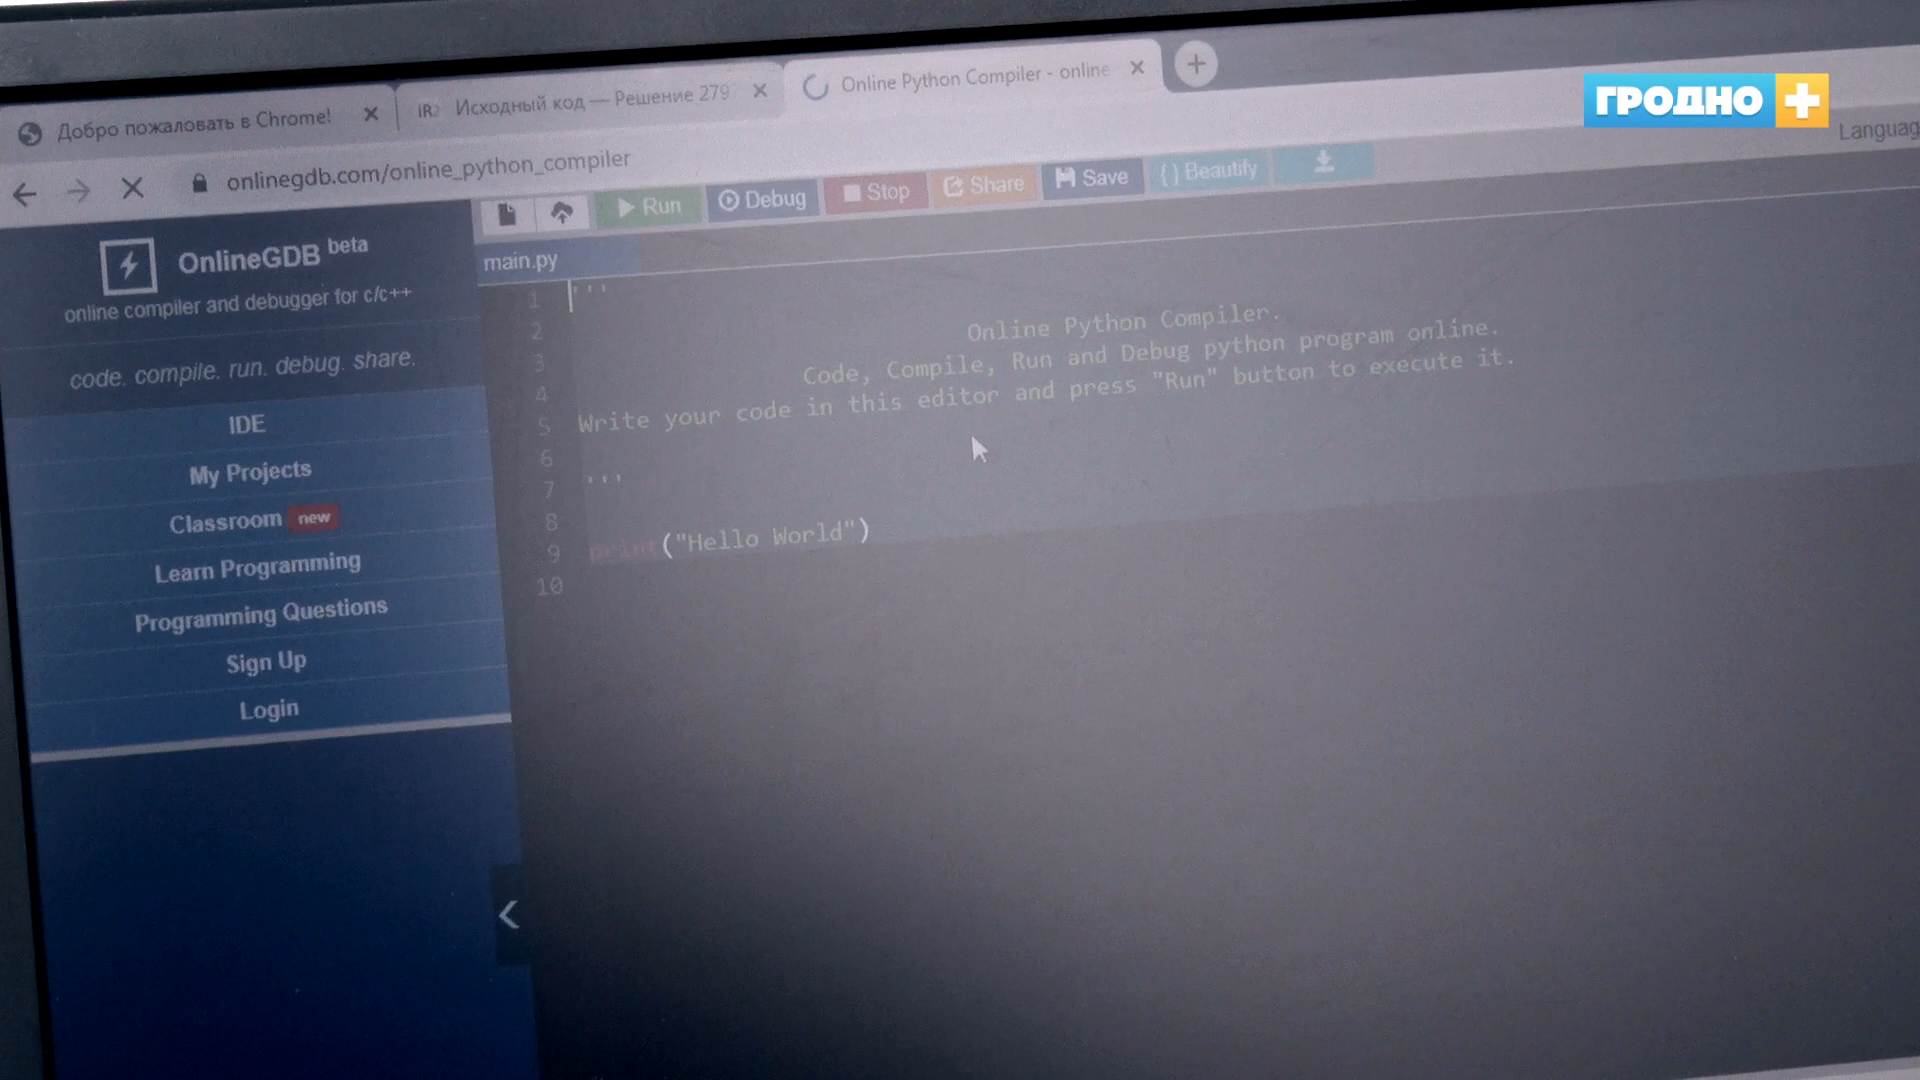 Добро пожаловать в Chrome!
Исходный код — Решение 279
Online Python Compiler - online
ГРОДНО +
onlinegdb.com/online_python_compiler
Languag
Run
Debug
Stop
Share
Save
{ } Beautify
OnlineGDB beta
online compiler and debugger for c/c++
code. compile. run. debug. share.
IDE
My Projects
Classroom new
Learn Programming
Programming Questions
Sign Up
Login
main.py
1 '''
2 Online Python Compiler.
3 Code, Compile, Run and Debug python program online.
4 Write your code in this editor and press "Run" button to execute it.
5
6
7 '''
8
9 print("Hello World")
10